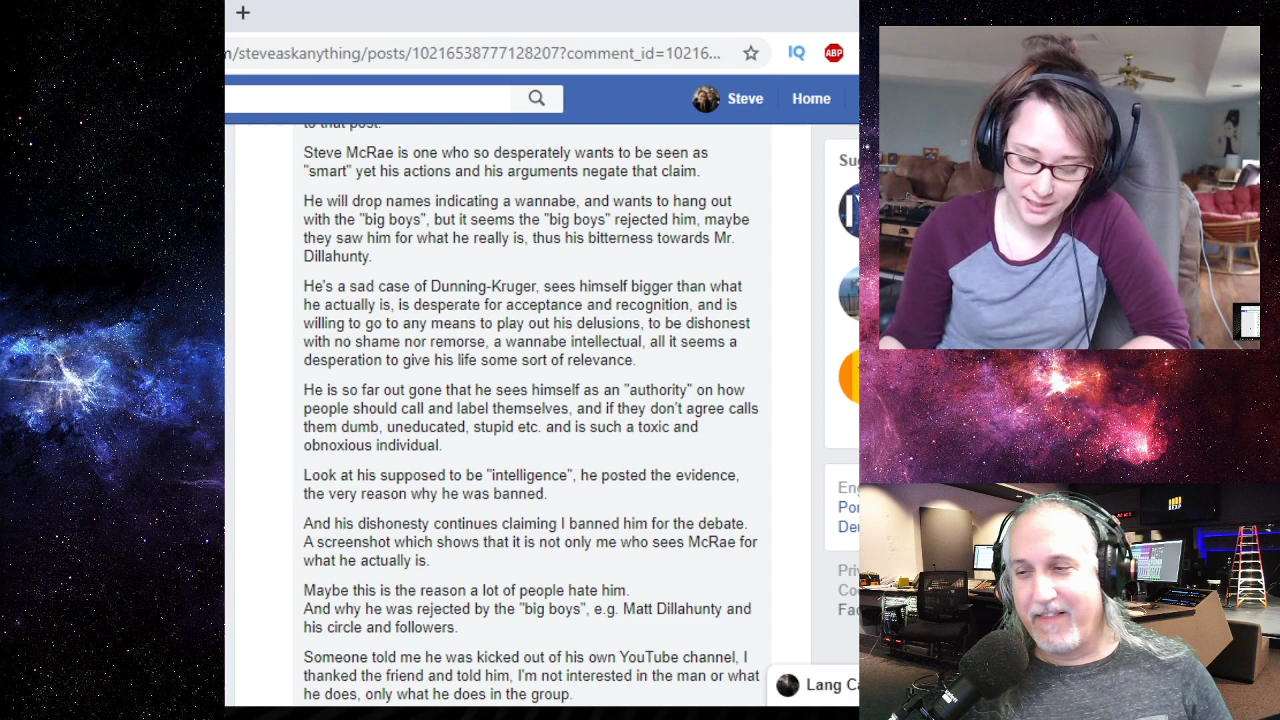 /steveaskanything/posts/10216538777128207?comment_id=10216...
IQ
ABP
Steve
Home
to that post.
Steve McRae is one who so desperately wants to be seen as
"smart" yet his actions and his arguments negate that claim.
He will drop names indicating a wannabe, and wants to hang out
with the "big boys", but it seems the "big boys" rejected him, maybe
they saw him for what he really is, thus his bitterness towards Mr.
Dillahunty.
He's a sad case of Dunning-Kruger, sees himself bigger than what
he actually is, is desperate for acceptance and recognition, and is
willing to go to any means to play out his delusions, to be dishonest
with no shame nor remorse, a wannabe intellectual, all it seems a
desperation to give his life some sort of relevance.
He is so far out gone that he sees himself as an "authority" on how
people should call and label themselves, and if they don't agree calls
them dumb, uneducated, stupid etc. and is such a toxic and
obnoxious individual.
Look at his supposed to be "intelligence", he posted the evidence,
the very reason why he was banned.
And his dishonesty continues claiming I banned him for the debate.
A screenshot which shows that it is not only me who sees McRae for
what he actually is.
Maybe this is the reason a lot of people hate him.
And why he was rejected by the "big boys", e.g. Matt Dillahunty and
his circle and followers.
Someone told me he was kicked out of his own YouTube channel, I
thanked the friend and told him, I'm not interested in the man or what
he does, only what he does in the group.
Su
Eng
Por
Deu
Priv
Coo
Fac
Lang Ca